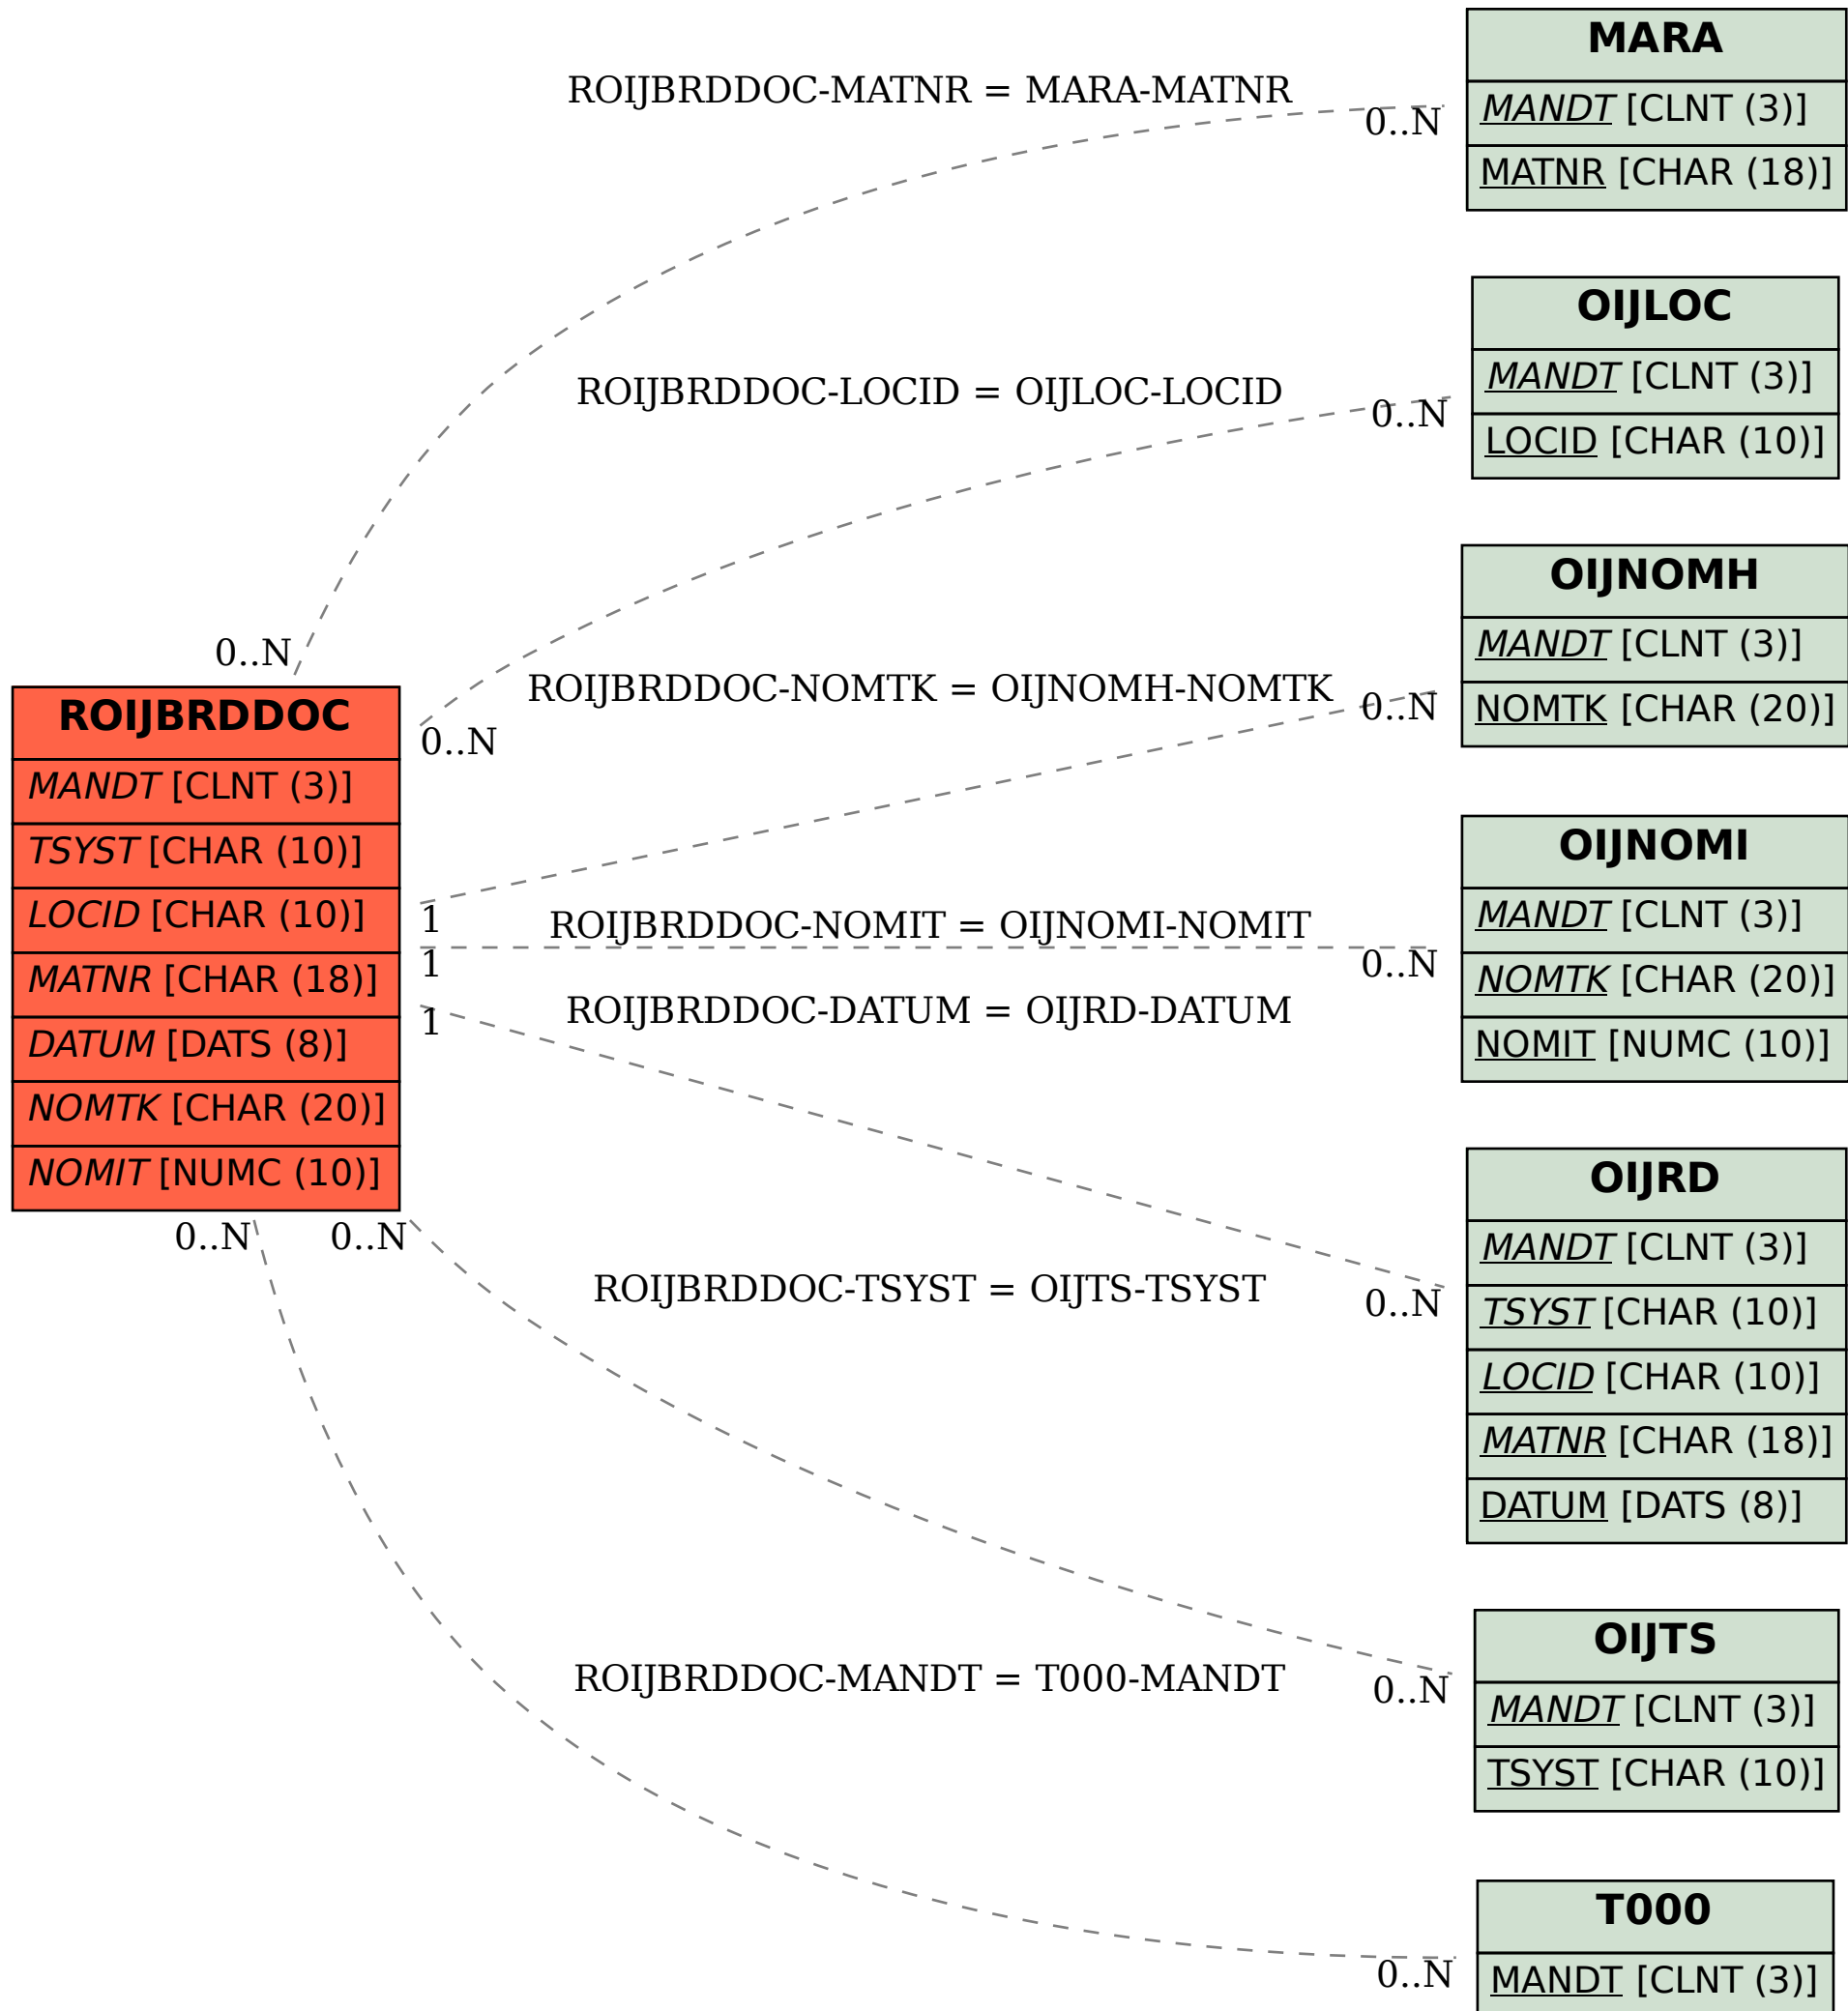 MARA
MANDT [CLNT (3)]
MATNR [CHAR (18)]
ROIJBRDDOC-MATNR = MARA-MATNR
0..N
0..N
OIJLOC
MANDT [CLNT (3)]
LOCID [CHAR (10)]
ROIJBRDDOC-LOCID = OIJLOC-LOCID
0..N
0..N
OIJNOMH
MANDT [CLNT (3)]
NOMTK [CHAR (20)]
ROIJBRDDOC-NOMTK = OIJNOMH-NOMTK
0..N
1
ROIJBRDDOC
MANDT [CLNT (3)]
TSYST [CHAR (10)]
LOCID [CHAR (10)]
MATNR [CHAR (18)]
DATUM [DATS (8)]
NOMTK [CHAR (20)]
NOMIT [NUMC (10)]
OIJNOMI
MANDT [CLNT (3)]
NOMTK [CHAR (20)]
NOMIT [NUMC (10)]
ROIJBRDDOC-NOMIT = OIJNOMI-NOMIT
1
0..N
ROIJBRDDOC-DATUM = OIJRD-DATUM
1
0..N
OIJRD
MANDT [CLNT (3)]
TSYST [CHAR (10)]
LOCID [CHAR (10)]
MATNR [CHAR (18)]
DATUM [DATS (8)]
0..N
0..N
ROIJBRDDOC-TSYST = OIJTS-TSYST
0..N
OIJTS
MANDT [CLNT (3)]
TSYST [CHAR (10)]
ROIJBRDDOC-MANDT = T000-MANDT
0..N
T000
MANDT [CLNT (3)]